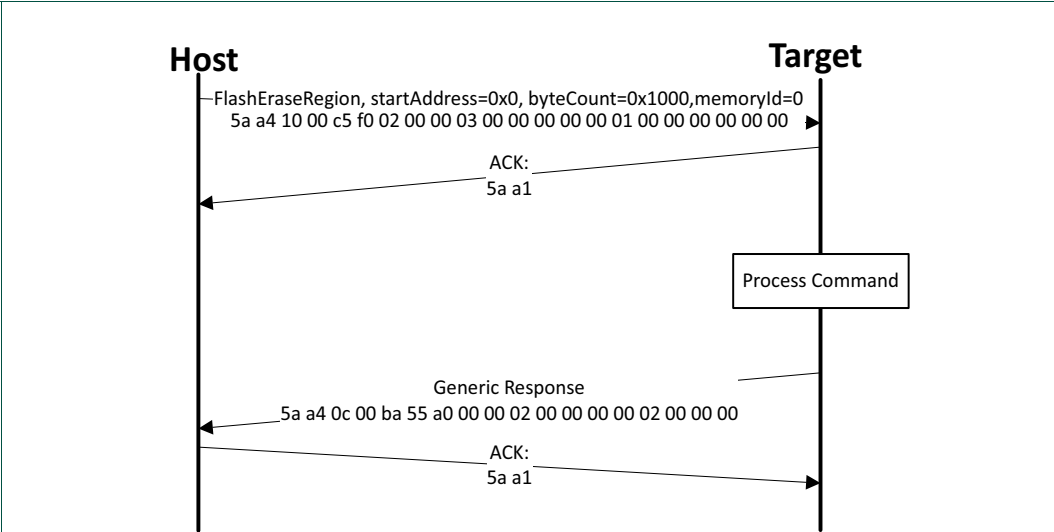 Host
Target
FlashEraseRegion, startAddress=0x0, byteCount=0x1000,memoryId=0
5a a4 10 00 c5 f0 02 00 00 03 00 00 00 00 00 01 00 00 00 00 00 00
ACK:
5a a1
Process Command
Generic Response
5a a4 0c 00 ba 55 a0 00 00 02 00 00 00 00 02 00 00 00
ACK:
5a a1